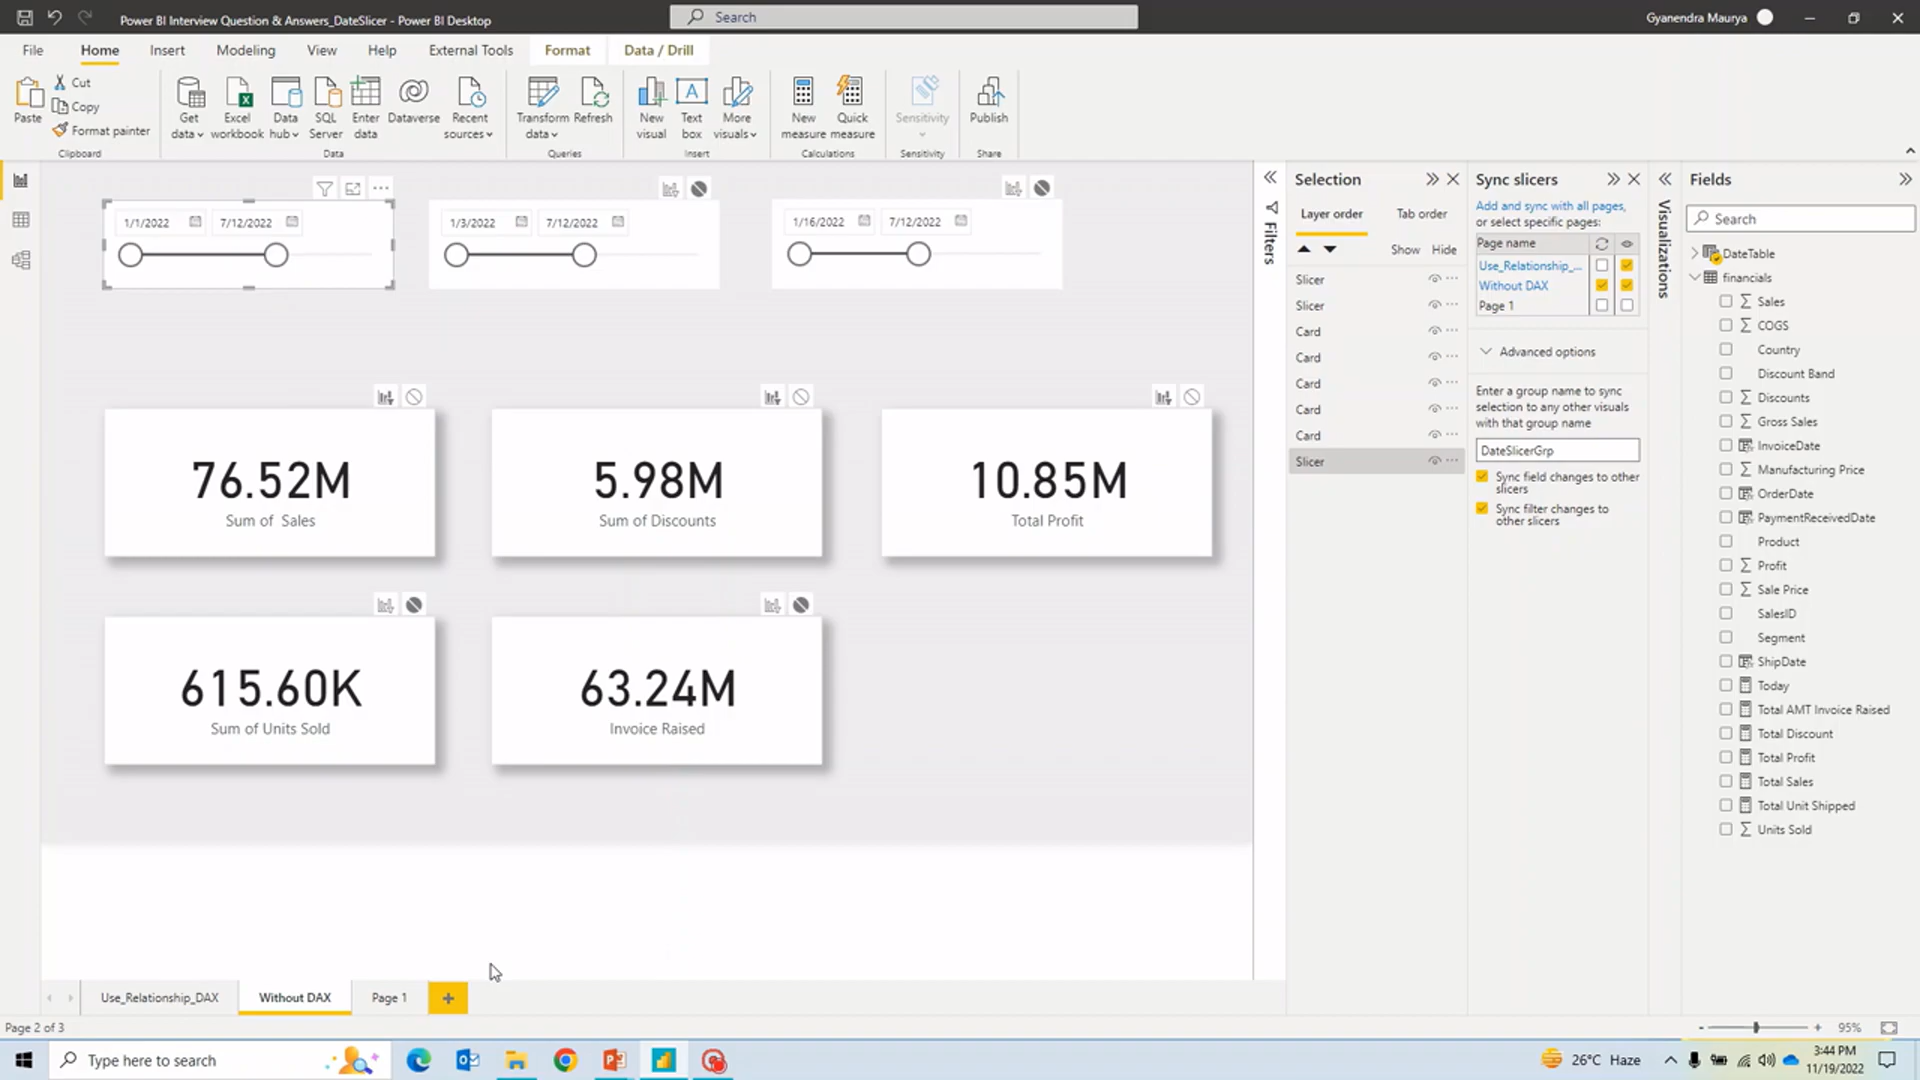 Power BI Interview Question & Answers_DateSlicer - Power BI Desktop
Search
Gyanendra Maurya
File
Home
Insert
Modeling
View
Help
External Tools
Format
Data / Drill
Paste
Cut
Copy
Format painter
Clipboard
Get data
Excel workbook
Data hub
SQL Server
Enter data
Dataverse
Recent sources
Data
Transform data
Refresh
Queries
New visual
Text box
More visuals
Insert
New measure
Quick measure
Calculations
Sensitivity
Sensitivity
Publish
Share
1/1/2022
7/12/2022
1/3/2022
7/12/2022
1/16/2022
7/12/2022
76.52M
Sum of Sales
5.98M
Sum of Discounts
10.85M
Total Profit
615.60K
Sum of Units Sold
63.24M
Invoice Raised
Filters
Selection
Layer order
Tab order
Show
Hide
Slicer
Slicer
Card
Card
Card
Card
Card
Slicer
Sync slicers
Add and sync with all pages,
or select specific pages:
Page name
Use_Relationship_...
Without DAX
Page 1
Advanced options
Enter a group name to sync
selection to any other visuals
with that group name
DateSlicerGrp
Sync field changes to other
slicers
Sync filter changes to
other slicers
Visualizations
Fields
Search
DateTable
financials
Sales
COGS
Country
Discount Band
Discounts
Gross Sales
InvoiceDate
Manufacturing Price
OrderDate
PaymentReceivedDate
Product
Profit
Sale Price
SalesID
Segment
ShipDate
Today
Total AMT Invoice Raised
Total Discount
Total Profit
Total Sales
Total Unit Shipped
Units Sold
Use_Relationship_DAX
Without DAX
Page 1
Page 2 of 3
95%
Type here to search
26°C Haze
3:44 PM
11/19/2022